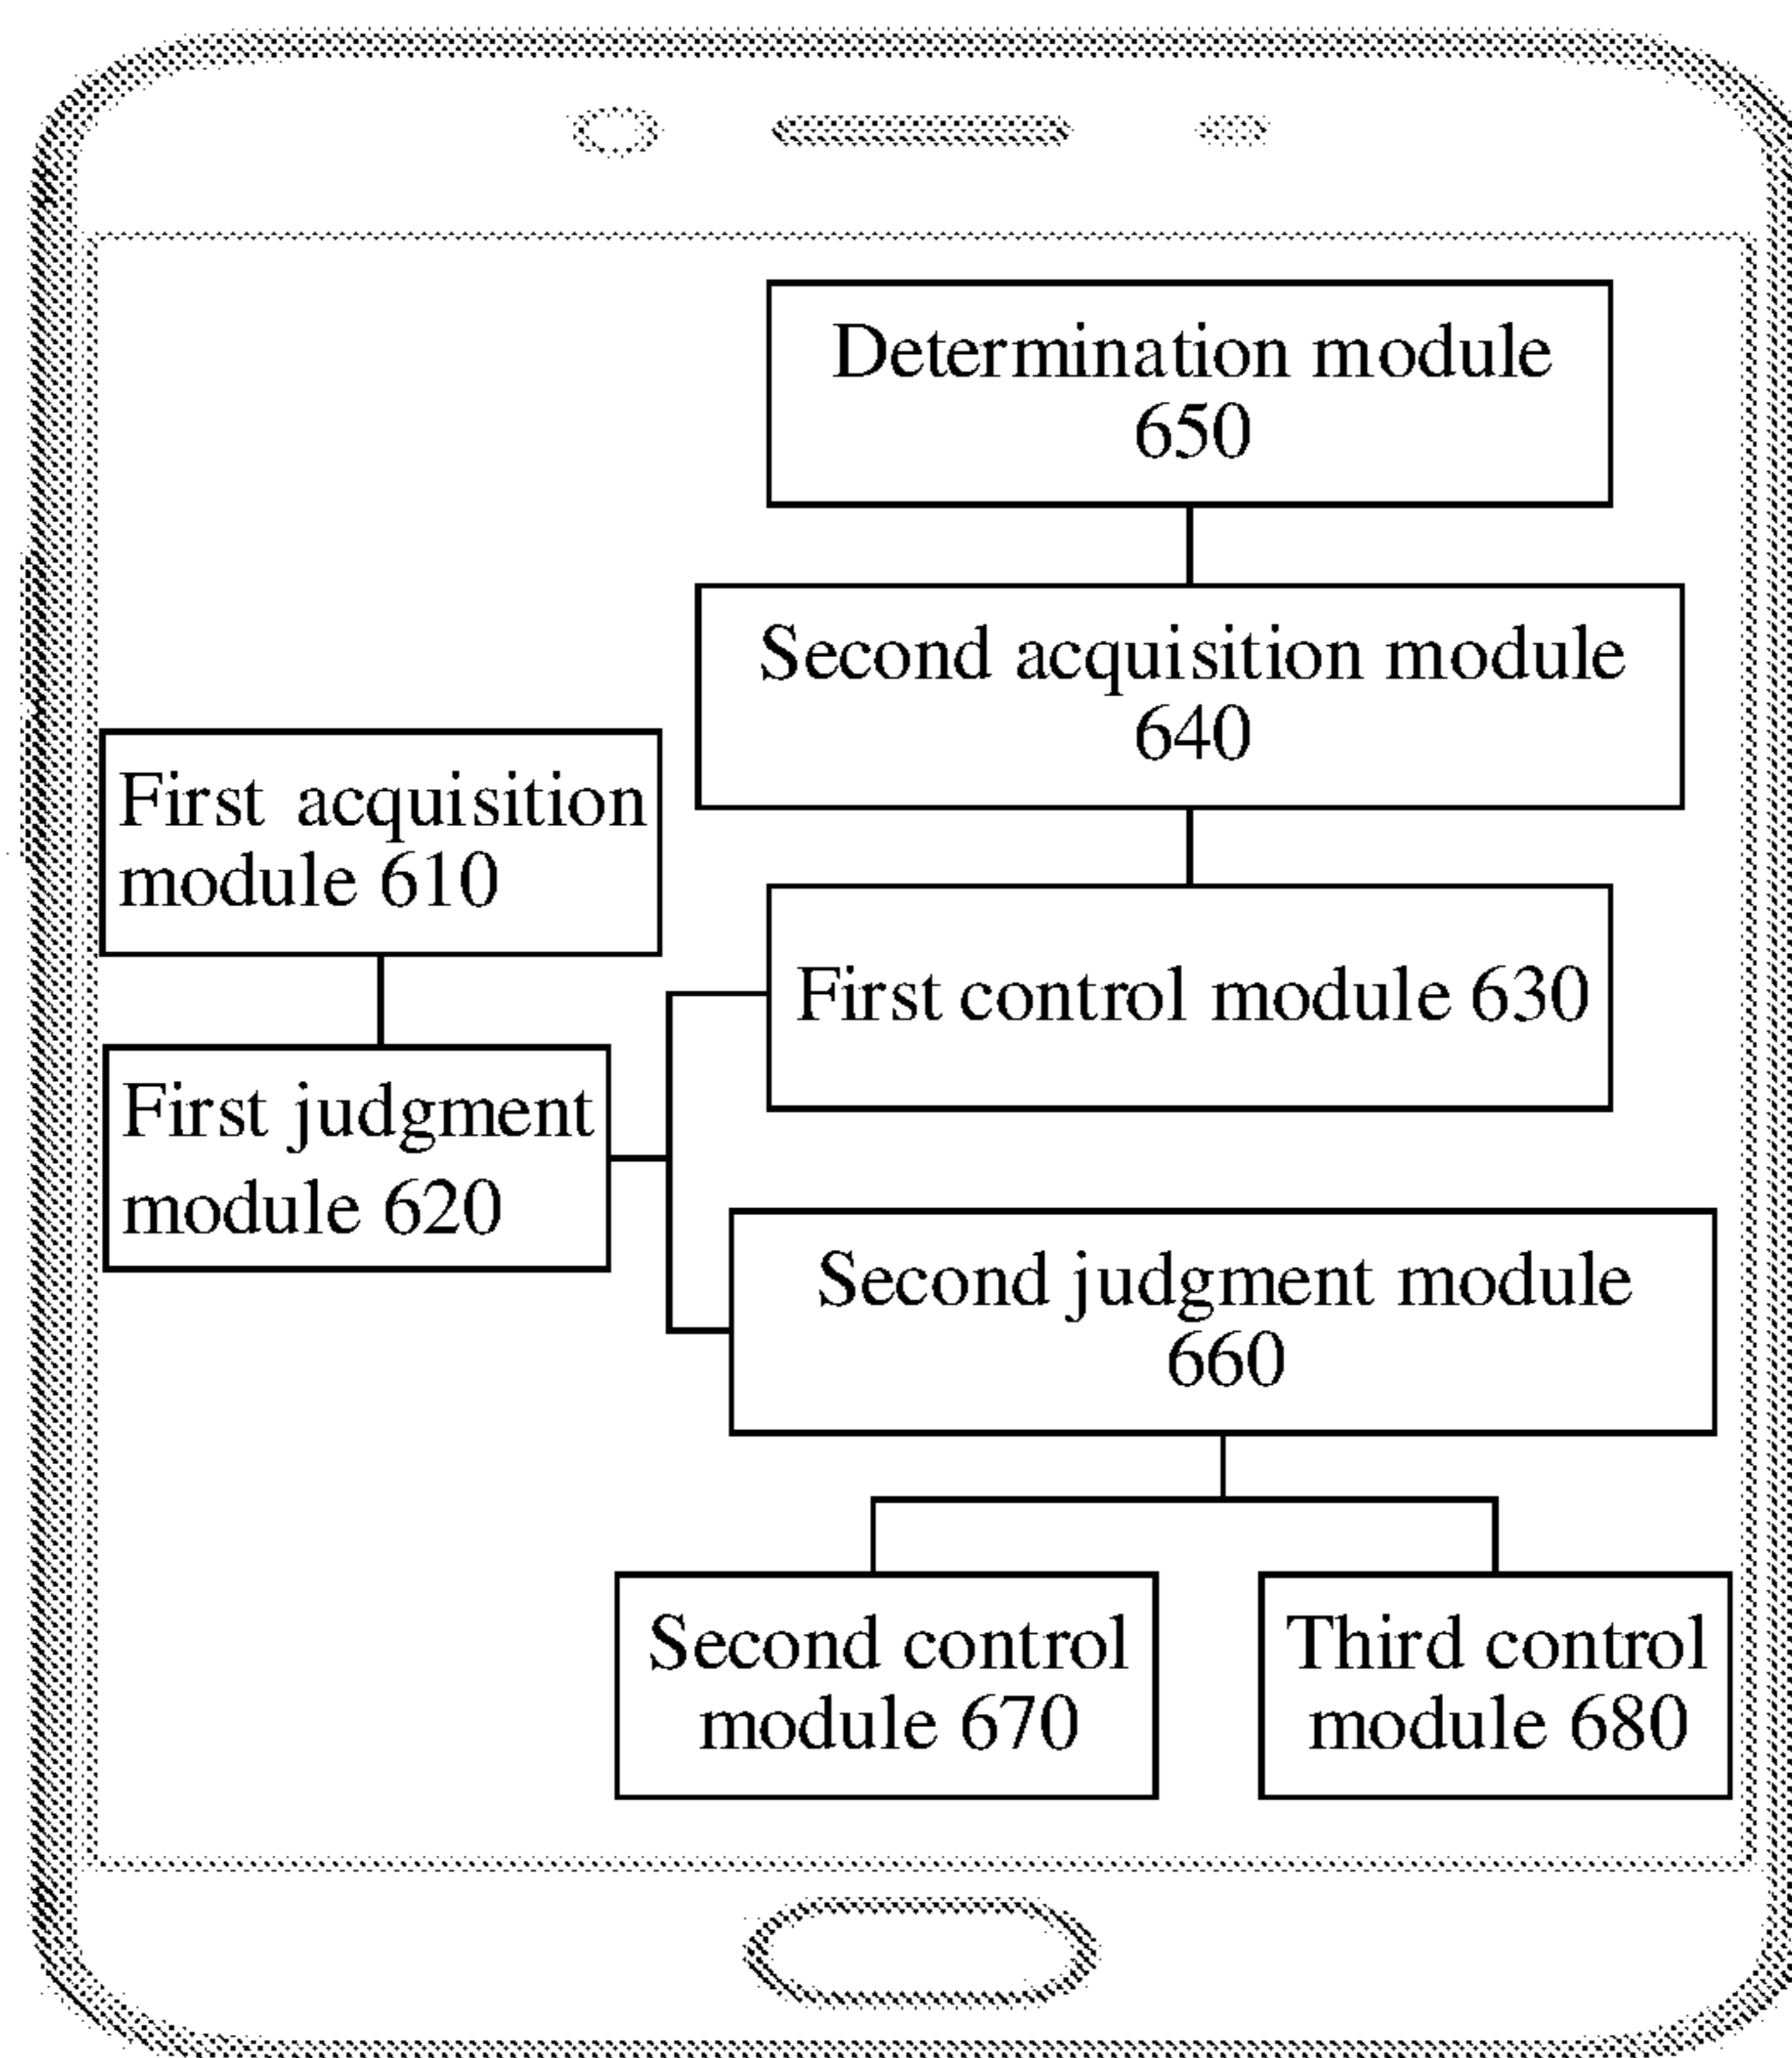 Determination module
650
Second acquisition module
640
First acquisition
module 610
First control module 630
First judgment
module 620
Second judgment module
660
Second control
module 670
Third control
module 680